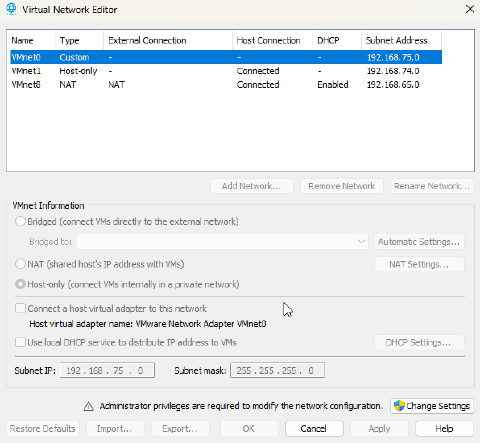 Virtual Network Editor
Name Type External Connection Host Connection DHCP Subnet Address
VMnet0 Custom - - - 192.168.75.0
VMnet1 Host-only - Connected - 192.168.74.0
VMnet8 NAT NAT Connected Enabled 192.168.65.0
Add Network... Remove Network Rename Network...
VMnet Information
Bridged (connect VMs directly to the external network)
Bridged to: Automatic Settings...
NAT (shared host's IP address with VMs) NAT Settings...
Host-only (connect VMs internally in a private network)
Connect a host virtual adapter to this network
Host virtual adapter name: VMware Network Adapter VMnet0
Use local DHCP service to distribute IP address to VMs DHCP Settings...
Subnet IP: 192 . 168 . 75 . 0 Subnet mask: 255 . 255 . 255 . 0
Administrator privileges are required to modify the network configuration. Change Settings
Restore Defaults Import... Export... OK Cancel Apply Help